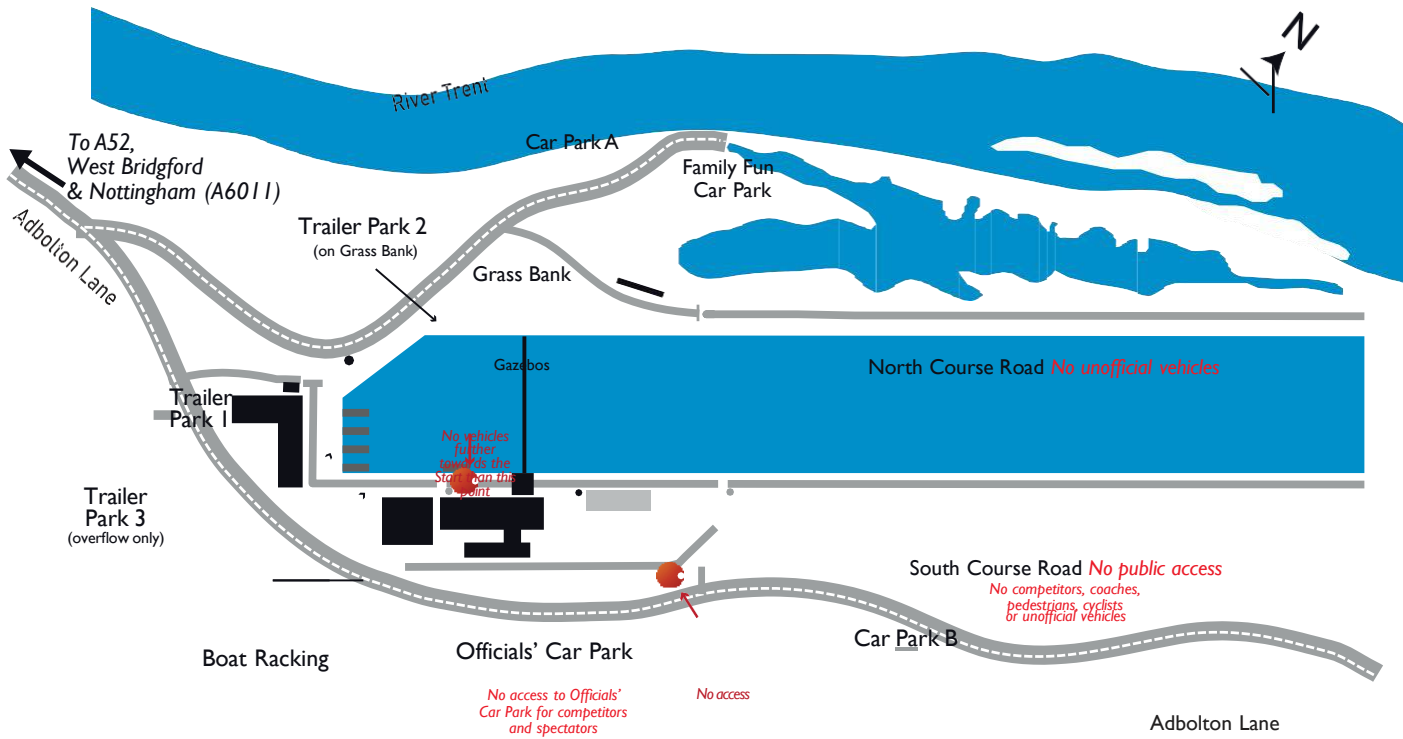 N
River Trent
To A52,
West Bridgford
& Nottingham (A6011)
Car Park A
Family Fun
Car Park
Adbolton Lane
Trailer Park 2
(on Grass Bank)
Grass Bank
Gazebos
North Course Road No unofficial vehicles
Trailer
Park 1
No vehicles
further
towards the
Start than this
point
Trailer
Park 3
(overflow only)
South Course Road No public access
No competitors, coaches,
pedestrians, cyclists
or unofficial vehicles
Car Park B
Boat Racking
Officials’ Car Park
No access to Officials’
Car Park for competitors
and spectators
No access
Adbolton Lane